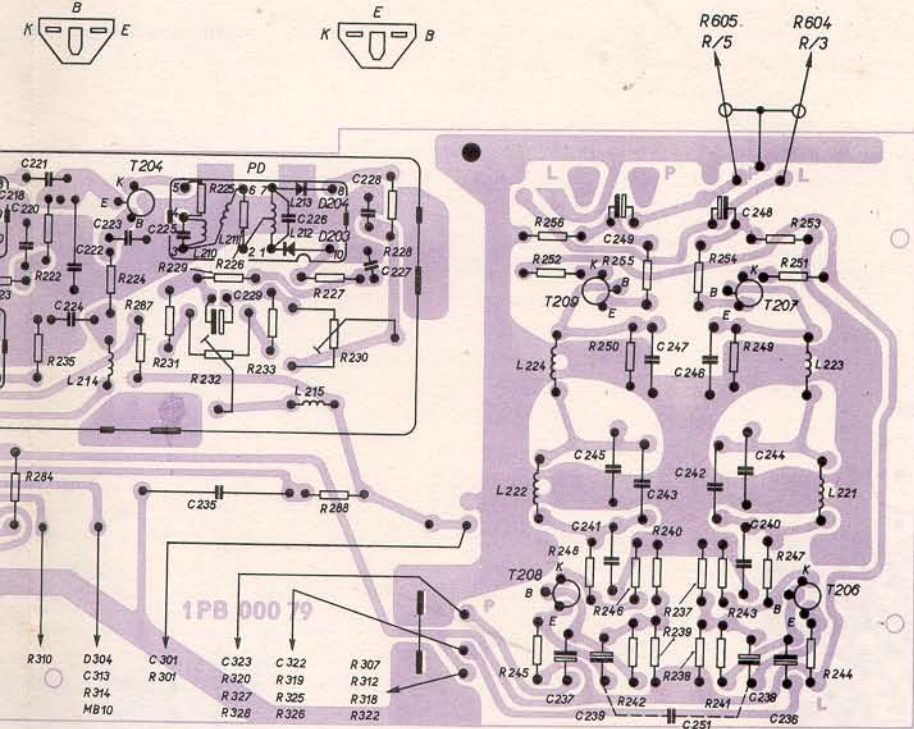 B
K E
E
K B
R605 R604
R/5 R/3
C221 T204 PD C228
K 5 R225 6 7 L213 8
C218 D204
C220 E C226
C223 B C225 L211 L212 D203
C222 3 L210 2 1 10 R228
R222 R224 R229 R226 C227
23 R227
C224 R287 C229
R235 R231 R233 R230
L214 R232
L215
L P L L
C249 C248
R256 R253
R252 K R255 R254 K R251
B B
T209 E E T207
R250 C247 R249
L224 C246 L223
C245 C244
C242
L222 C243 L221
R284
C235 R288
C241 R240 C240
R248 R247
T208 K K T206
B R246 R237 R243 B
E R239 E
R245 R238 R244
C237 R242 R241 C238
C239 C251 C236
P
L
1PB 000 79
R310 D304 C301 C323 C322 R307
C313 R301 R320 R319 R312
R314 R327 R325 R318
MB10 R328 R326 R322